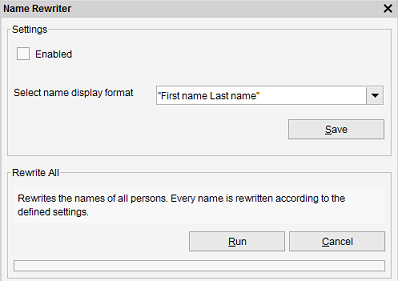 Name Rewriter
Settings
Enabled
Select name display format
"First name Last name"
Save
Rewrite All
Rewrites the names of all persons. Every name is rewritten according to the
defined settings.
Run Cancel